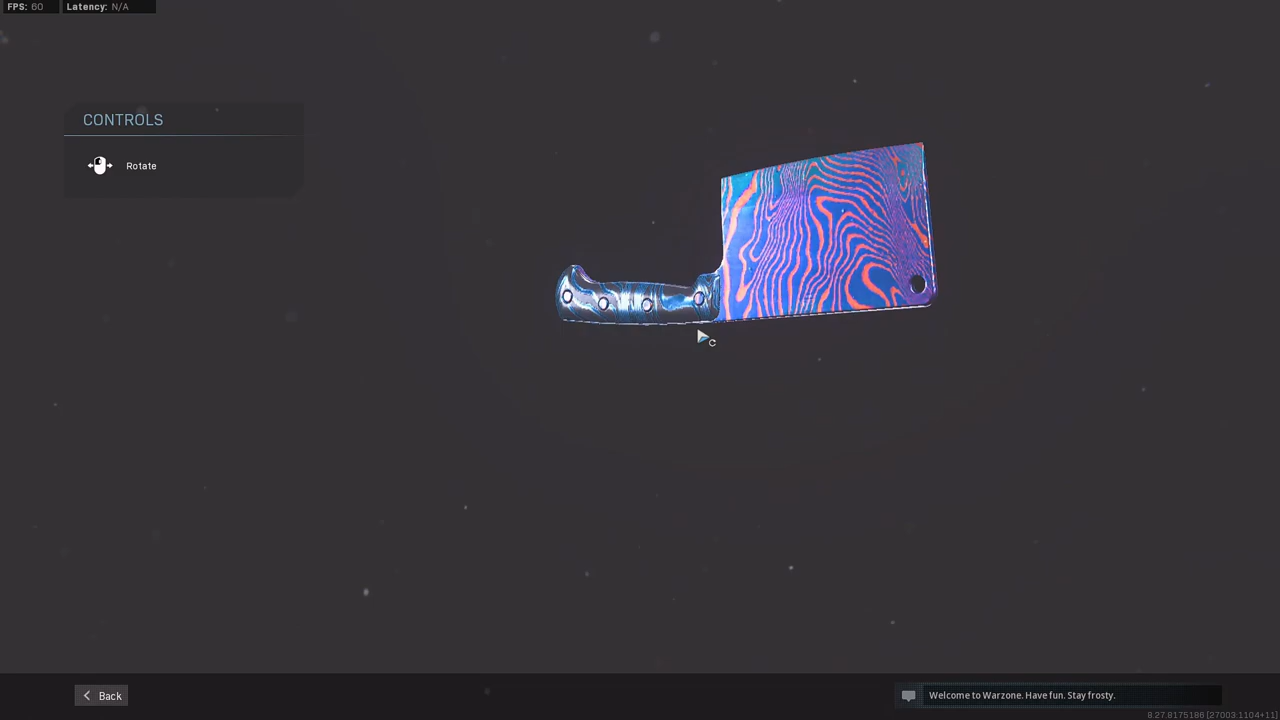 FPS: 60 Latency: N/A
CONTROLS
Rotate
C
Back
Welcome to Warzone. Have fun. Stay frosty.
8.27.8175186 [27003:1104+11]